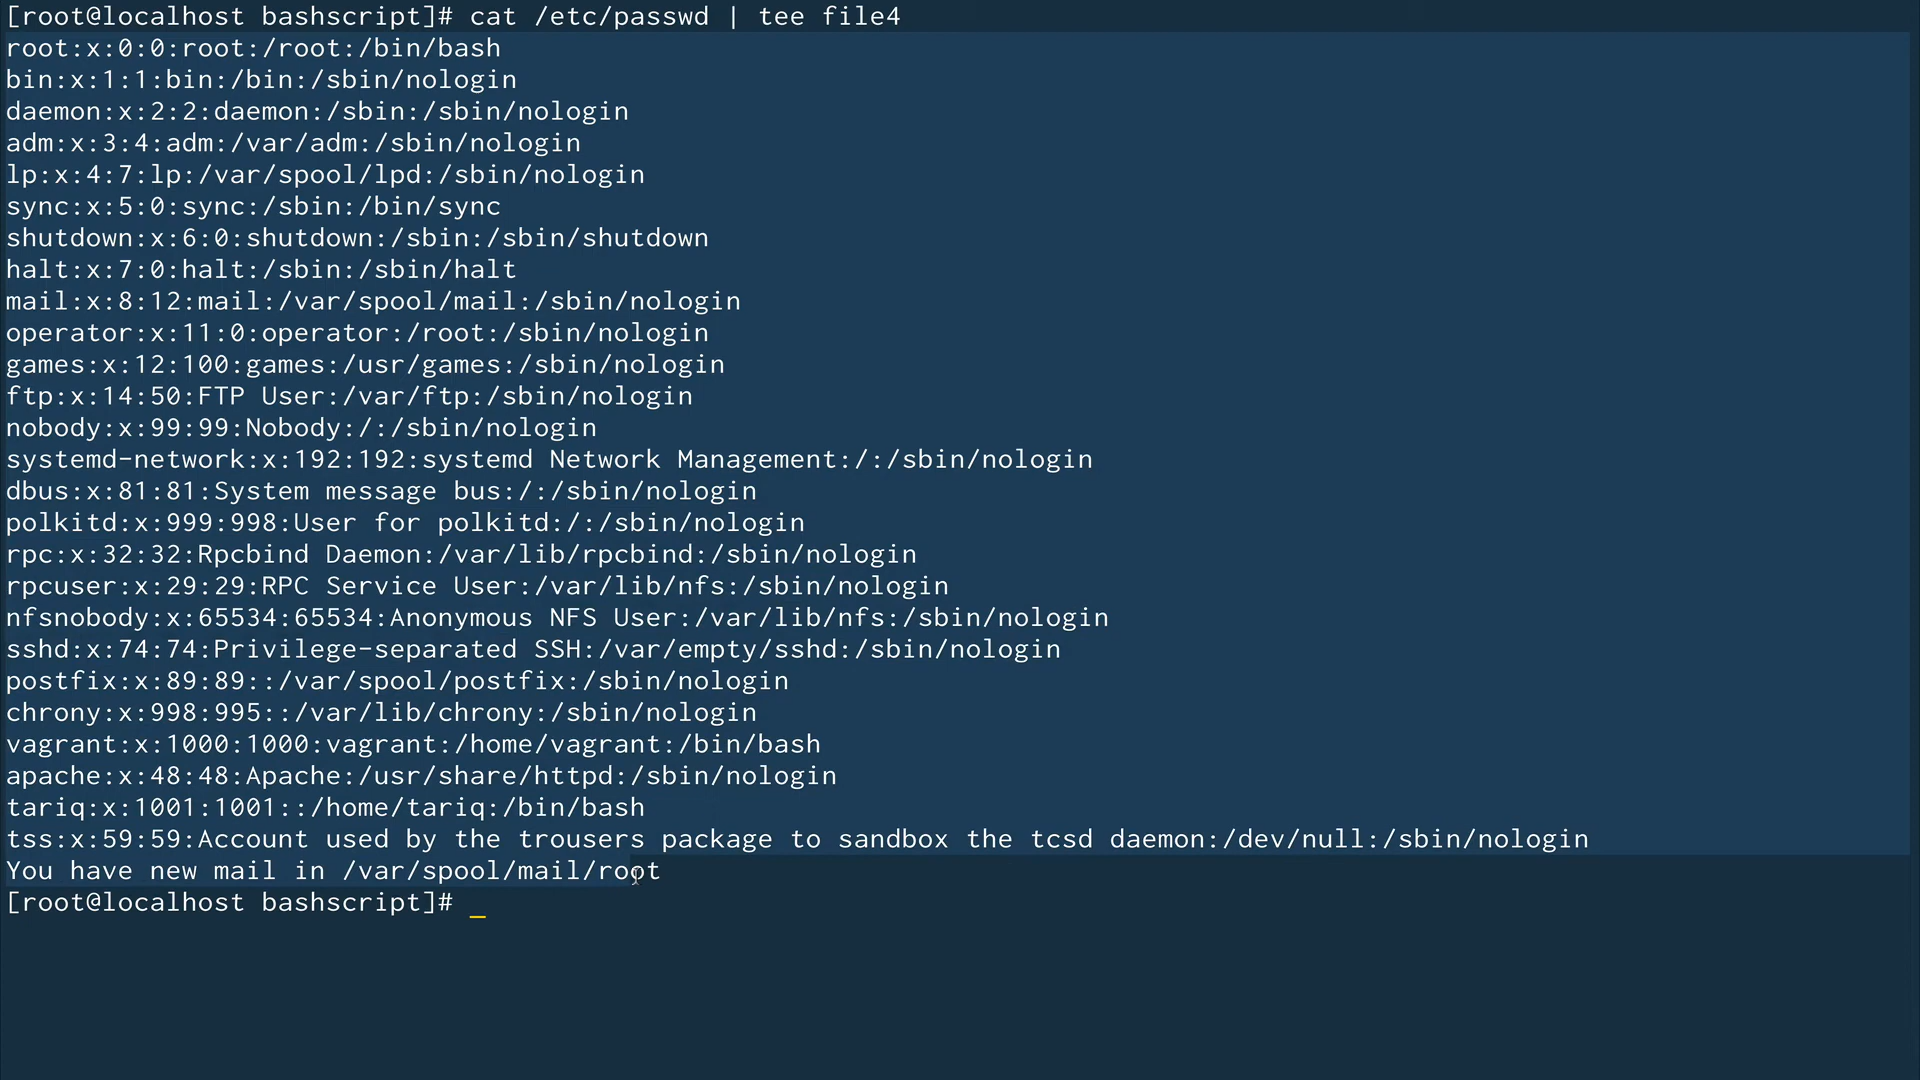 [root@localhost bashscript]# cat /etc/passwd | tee file4
root:x:0:0:root:/root:/bin/bash
bin:x:1:1:bin:/bin:/sbin/nologin
daemon:x:2:2:daemon:/sbin:/sbin/nologin
adm:x:3:4:adm:/var/adm:/sbin/nologin
lp:x:4:7:lp:/var/spool/lpd:/sbin/nologin
sync:x:5:0:sync:/sbin:/bin/sync
shutdown:x:6:0:shutdown:/sbin:/sbin/shutdown
halt:x:7:0:halt:/sbin:/sbin/halt
mail:x:8:12:mail:/var/spool/mail:/sbin/nologin
operator:x:11:0:operator:/root:/sbin/nologin
games:x:12:100:games:/usr/games:/sbin/nologin
ftp:x:14:50:FTP User:/var/ftp:/sbin/nologin
nobody:x:99:99:Nobody:/:/sbin/nologin
systemd-network:x:192:192:systemd Network Management:/:/sbin/nologin
dbus:x:81:81:System message bus:/:/sbin/nologin
polkitd:x:999:998:User for polkitd:/:/sbin/nologin
rpc:x:32:32:Rpcbind Daemon:/var/lib/rpcbind:/sbin/nologin
rpcuser:x:29:29:RPC Service User:/var/lib/nfs:/sbin/nologin
nfsnobody:x:65534:65534:Anonymous NFS User:/var/lib/nfs:/sbin/nologin
sshd:x:74:74:Privilege-separated SSH:/var/empty/sshd:/sbin/nologin
postfix:x:89:89::/var/spool/postfix:/sbin/nologin
chrony:x:998:995::/var/lib/chrony:/sbin/nologin
vagrant:x:1000:1000:vagrant:/home/vagrant:/bin/bash
apache:x:48:48:Apache:/usr/share/httpd:/sbin/nologin
tariq:x:1001:1001::/home/tariq:/bin/bash
tss:x:59:59:Account used by the trousers package to sandbox the tcsd daemon:/dev/null:/sbin/nologin
You have new mail in /var/spool/mail/root
[root@localhost bashscript]# _